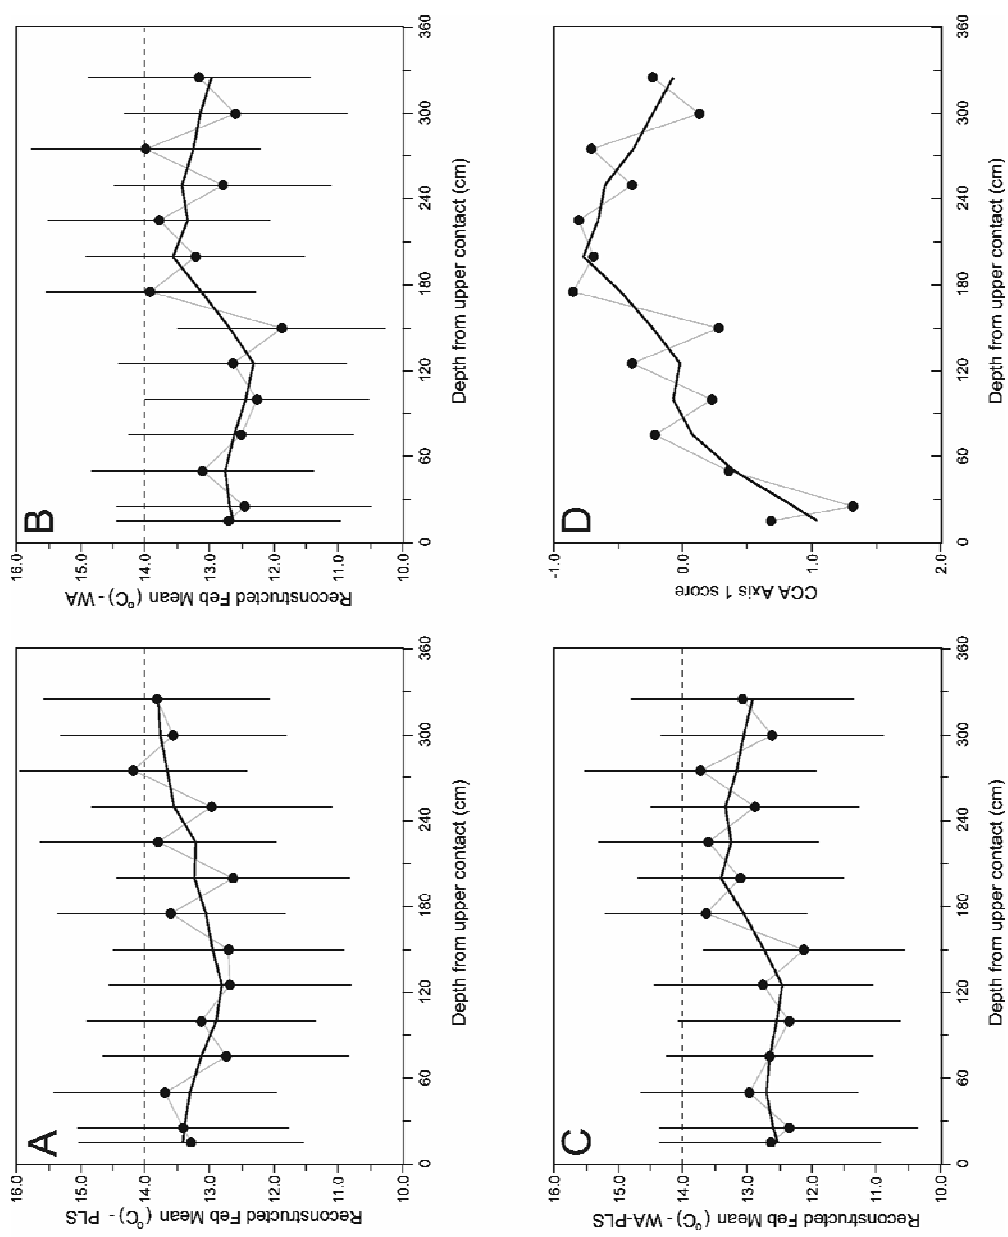 A
Reconstructed Feb Mean (°C) - PLS
16.0
15.0
14.0
13.0
12.0
11.0
10.0
0 60 120 180 240 300 360
Depth from upper contact (cm)
B
Reconstructed Feb Mean (°C) - WA
16.0
15.0
14.0
13.0
12.0
11.0
10.0
0 60 120 180 240 300 360
Depth from upper contact (cm)
C
Reconstructed Feb Mean (°C) - WA-PLS
16.0
15.0
14.0
13.0
12.0
11.0
10.0
0 60 120 180 240 300 360
Depth from upper contact (cm)
D
CCA Axis 1 score
-1.0
0.0
1.0
2.0
0 60 120 180 240 300 360
Depth from upper contact (cm)